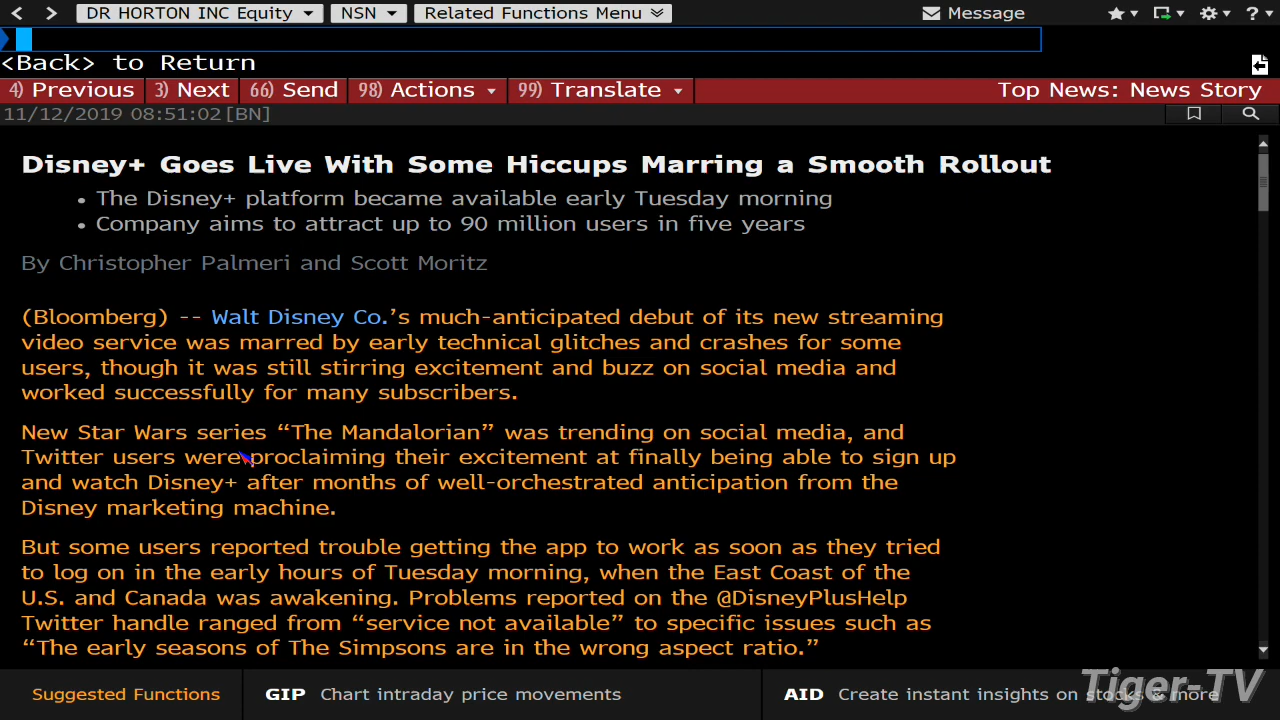 DR HORTON INC Equity NSN Related Functions Menu Message ?
<Back> to Return
4) Previous 3) Next 66) Send 98) Actions 99) Translate Top News: News Story
11/12/2019 08:51:02[BN]
Disney+ Goes Live With Some Hiccups Marring a Smooth Rollout
• The Disney+ platform became available early Tuesday morning
• Company aims to attract up to 90 million users in five years
By Christopher Palmeri and Scott Moritz
(Bloomberg) -- Walt Disney Co.’s much-anticipated debut of its new streaming
video service was marred by early technical glitches and crashes for some
users, though it was still stirring excitement and buzz on social media and
worked successfully for many subscribers.
New Star Wars series “The Mandalorian” was trending on social media, and
Twitter users were proclaiming their excitement at finally being able to sign up
and watch Disney+ after months of well-orchestrated anticipation from the
Disney marketing machine.
But some users reported trouble getting the app to work as soon as they tried
to log on in the early hours of Tuesday morning, when the East Coast of the
U.S. and Canada was awakening. Problems reported on the @DisneyPlusHelp
Twitter handle ranged from “service not available” to specific issues such as
“The early seasons of The Simpsons are in the wrong aspect ratio.”
Suggested Functions GIP Chart intraday price movements AID Create instant insights on stocks & more
Tiger-TV